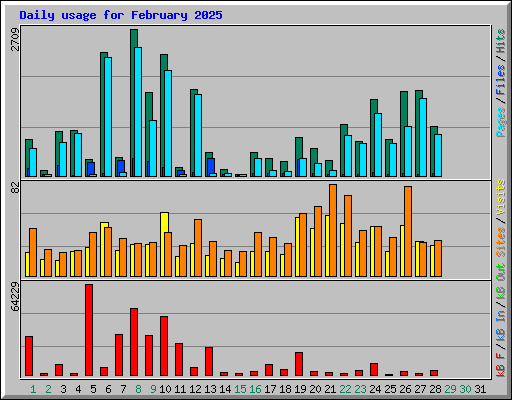 Daily usage for February 2025
2709
Pages / Files / Hits
82
Sites / Visits
64229
kB F / kB In / kB Out
1 2 3 4 5 6 7 8 9 10 11 12 13 14 15 16 17 18 19 20 21 22 23 24 25 26 27 28 29 30 31